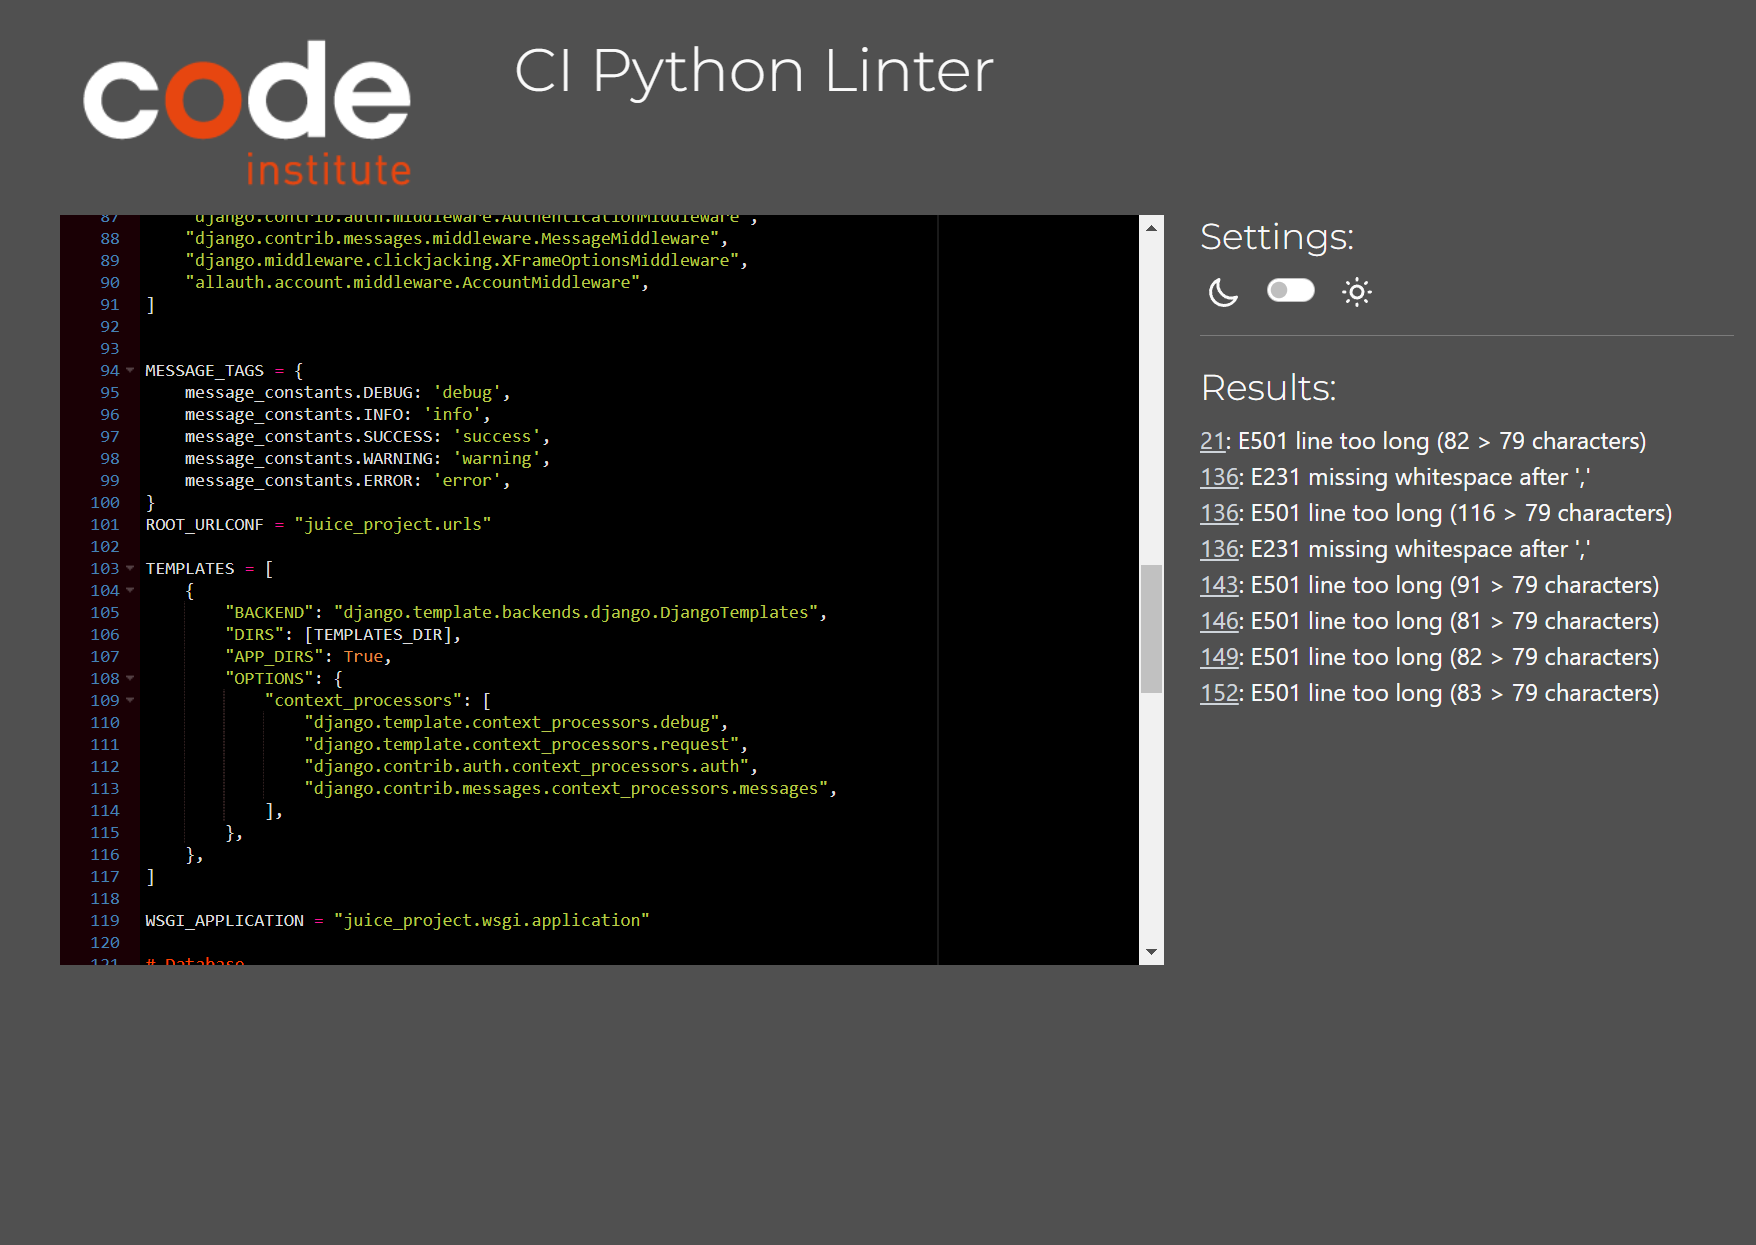 code
institute
CI Python Linter
87 "django.contrib.auth.middleware.AuthenticationMiddleware",
88 "django.contrib.messages.middleware.MessageMiddleware",
89 "django.middleware.clickjacking.XFrameOptionsMiddleware",
90 "allauth.account.middleware.AccountMiddleware",
91 ]
92
93
94 MESSAGE_TAGS = {
95 message_constants.DEBUG: 'debug',
96 message_constants.INFO: 'info',
97 message_constants.SUCCESS: 'success',
98 message_constants.WARNING: 'warning',
99 message_constants.ERROR: 'error',
100 }
101 ROOT_URLCONF = "juice_project.urls"
102
103 TEMPLATES = [
104 {
105 "BACKEND": "django.template.backends.django.DjangoTemplates",
106 "DIRS": [TEMPLATES_DIR],
107 "APP_DIRS": True,
108 "OPTIONS": {
109 "context_processors": [
110 "django.template.context_processors.debug",
111 "django.template.context_processors.request",
112 "django.contrib.auth.context_processors.auth",
113 "django.contrib.messages.context_processors.messages",
114 ],
115 },
116 },
117 ]
118
119 WSGI_APPLICATION = "juice_project.wsgi.application"
120
121 # Database
Settings:
Results:
21: E501 line too long (82 > 79 characters)
136: E231 missing whitespace after ','
136: E501 line too long (116 > 79 characters)
136: E231 missing whitespace after ','
143: E501 line too long (91 > 79 characters)
146: E501 line too long (81 > 79 characters)
149: E501 line too long (82 > 79 characters)
152: E501 line too long (83 > 79 characters)